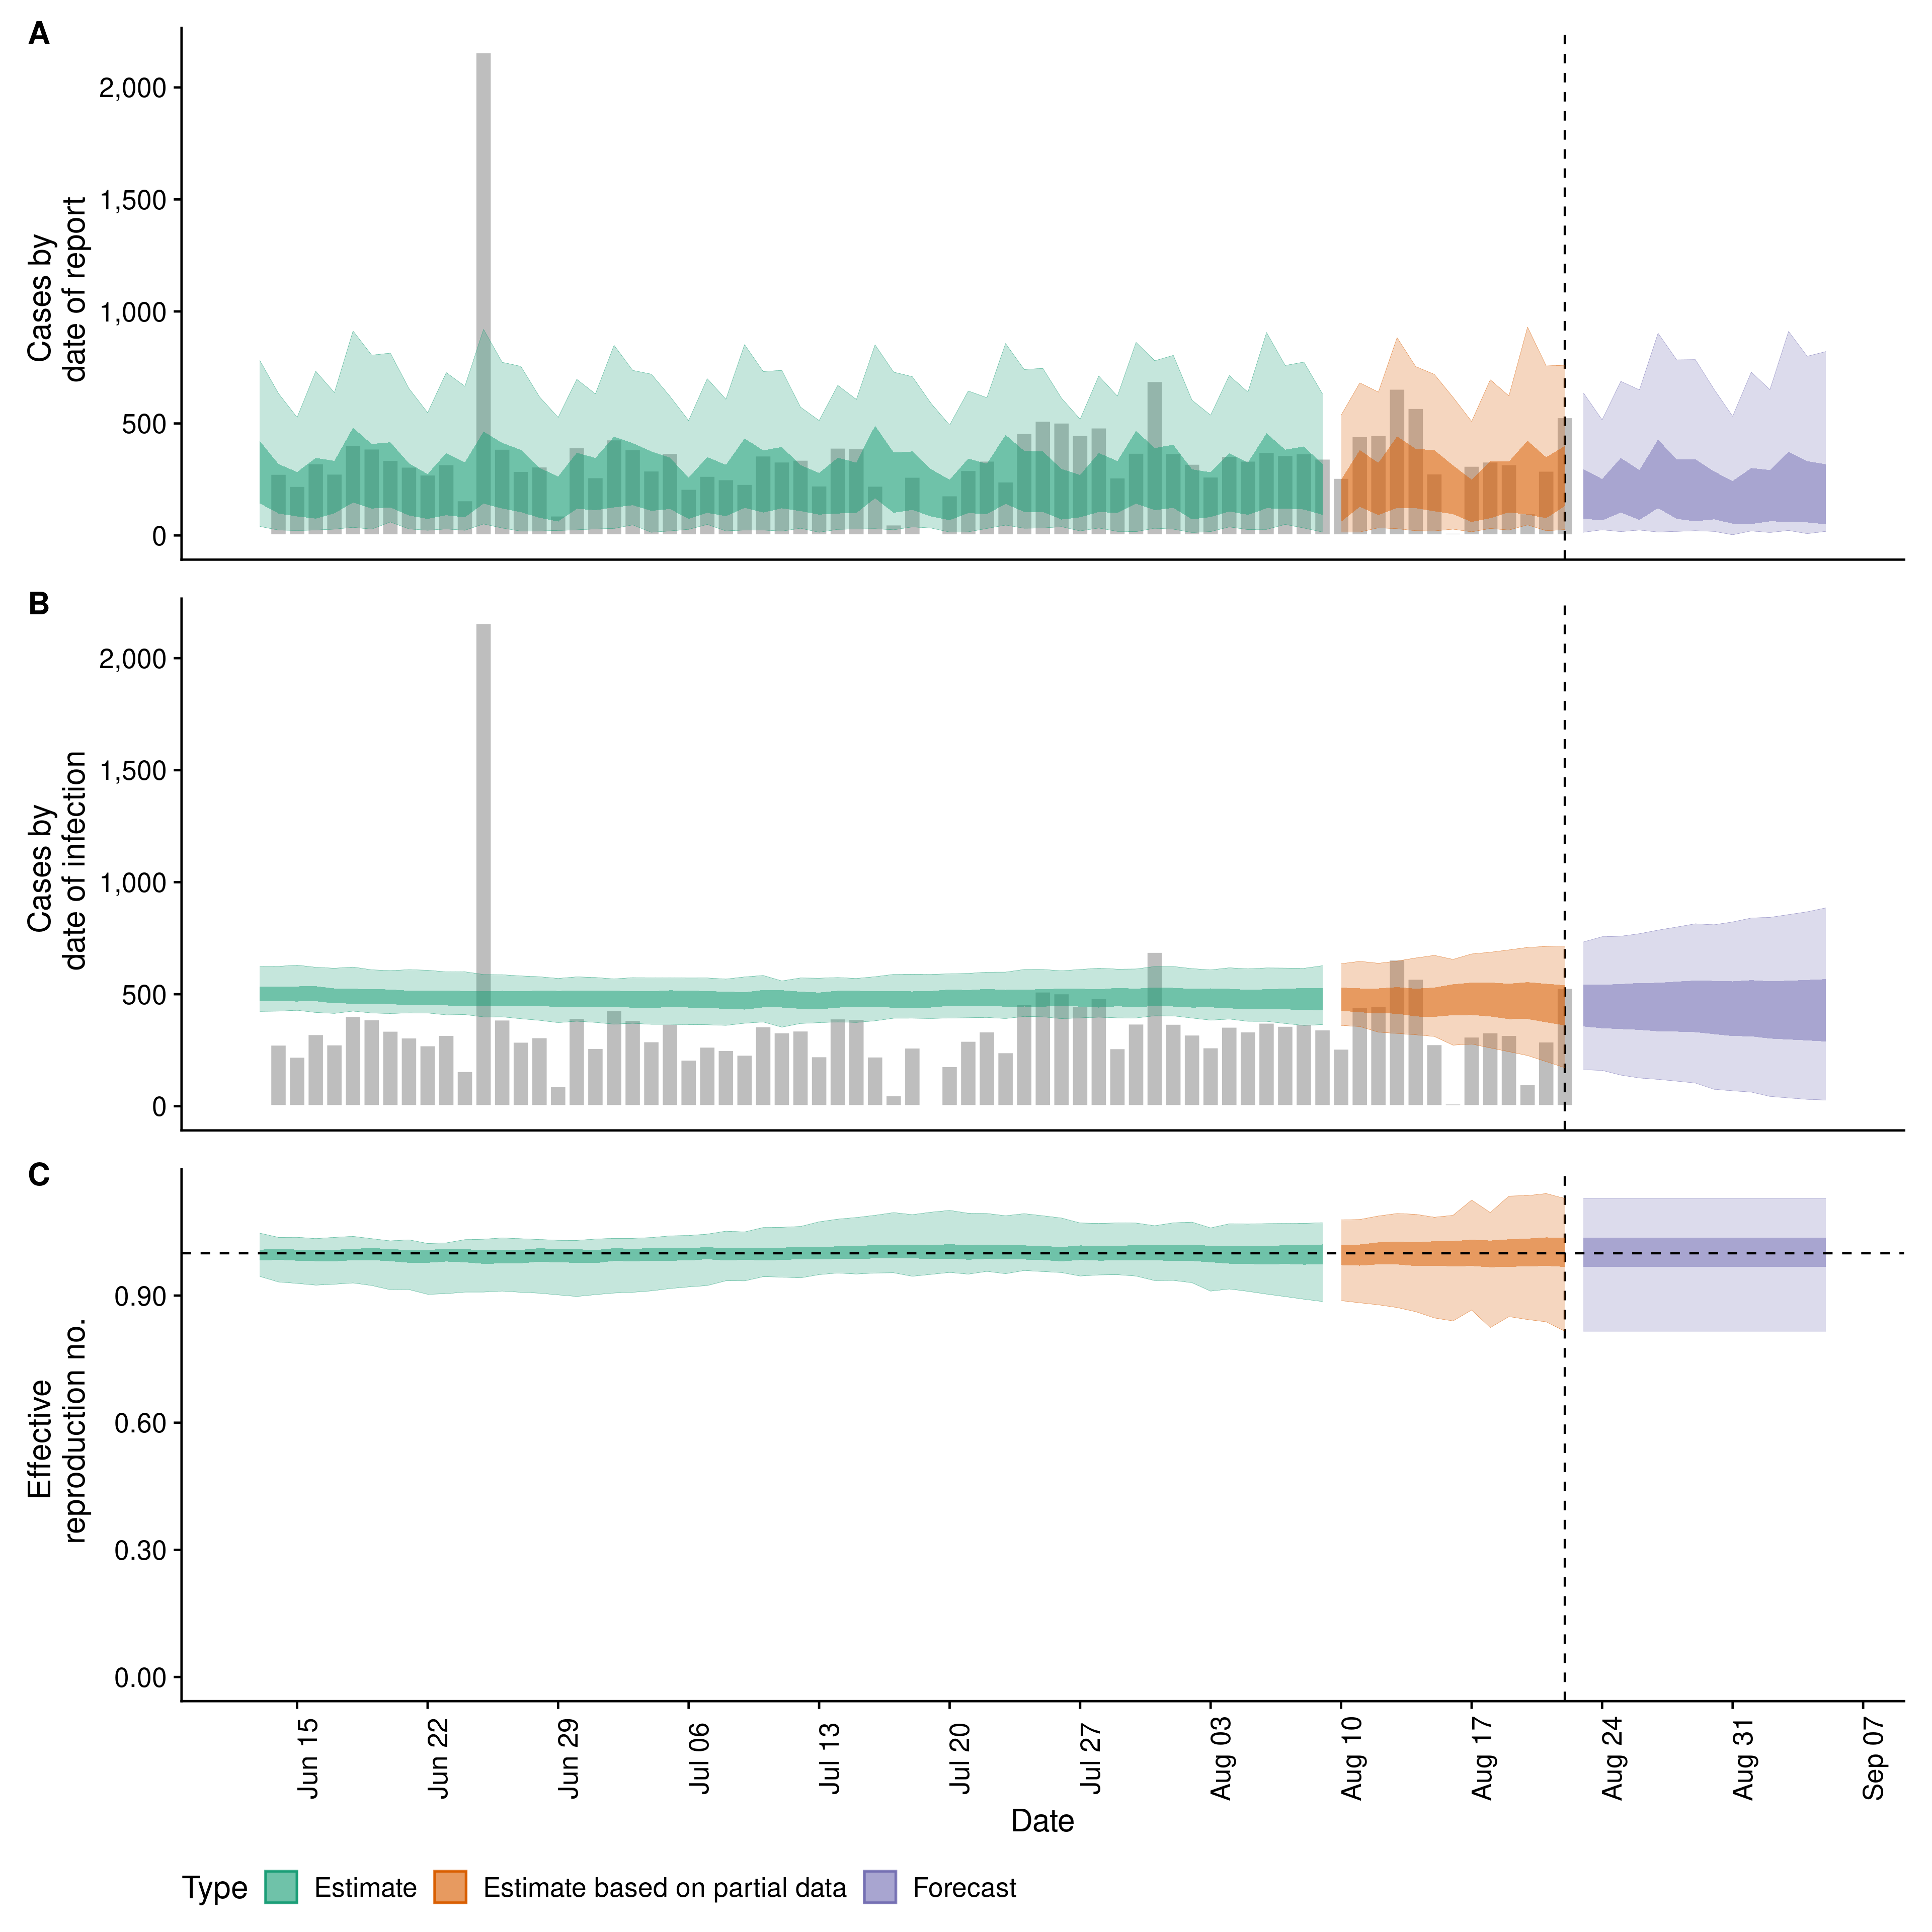 A
Cases by
date of report
2,000
1,500
1,000
500
0
B
Cases by
date of infection
2,000
1,500
1,000
500
0
C
Effective
reproduction no.
0.90
0.60
0.30
0.00
Jun 15
Jun 22
Jun 29
Jul 06
Jul 13
Jul 20
Jul 27
Aug 03
Aug 10
Aug 17
Aug 24
Aug 31
Sep 07
Date
Type Estimate Estimate based on partial data Forecast